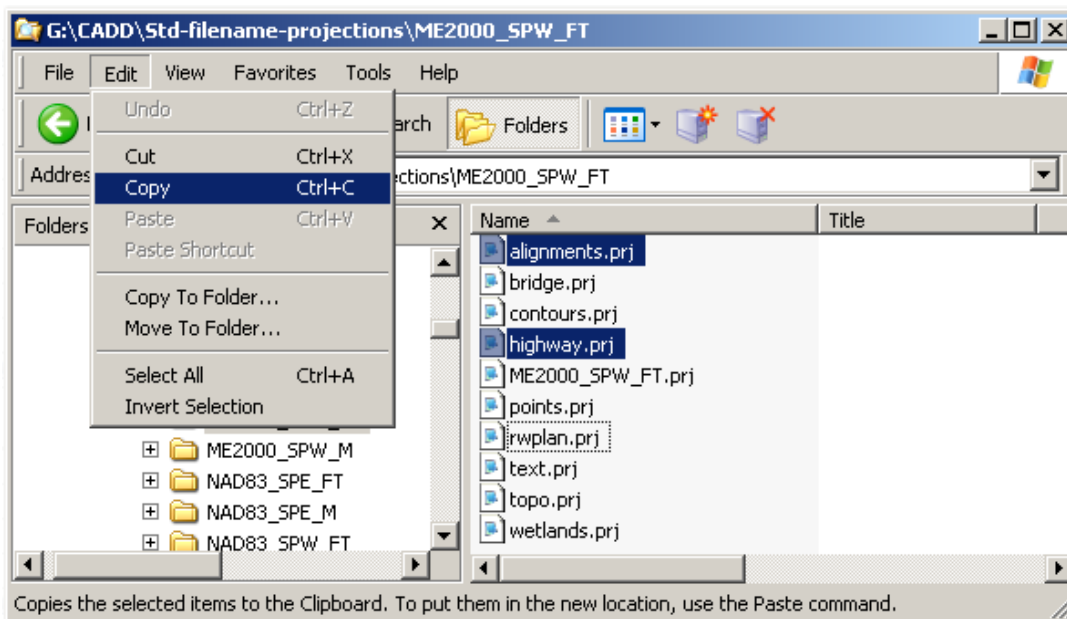 G:\CADD\Std-filename-projections\ME2000_SPW_FT
File Edit View Favorites Tools Help
Folders
Undo Ctrl+Z
Cut Ctrl+X
Copy Ctrl+C
Paste Ctrl+V
Paste Shortcut
Copy To Folder...
Move To Folder...
Select All Ctrl+A
Invert Selection
ME2000_SPW_FT
Folders
ME2000_SPW_M
NAD83_SPE_FT
NAD83_SPE_M
NAD83_SPW_FT
Name Title
alignments.prj
bridge.prj
contours.prj
highway.prj
ME2000_SPW_FT.prj
points.prj
rwplan.prj
text.prj
topo.prj
wetlands.prj
Copies the selected items to the Clipboard. To put them in the new location, use the Paste command.